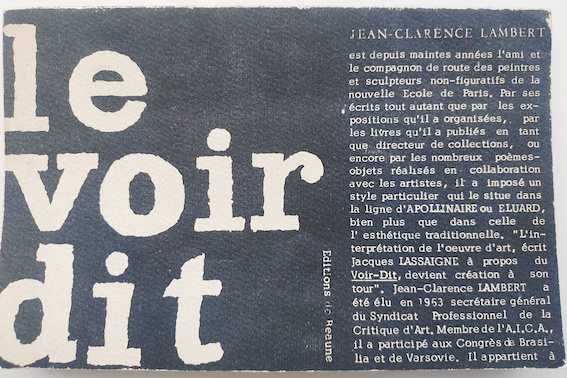 le
voir
dit
Editions de Beaune
JEAN-CLARENCE LAMBERT
est depuis maintes années l'ami et
le compagnon de route des peintres
et sculpteurs non-figuratifs de la
nouvelle Ecole de Paris. Par ses
écrits tout autant que par les ex-
positions qu'il a organisées, par
les livres qu'il a publiés en tant
que directeur de collections, ou
encore par les nombreux poèmes-
objets réalisés en collaboration
avec les artistes, il a imposé un
style particulier qui le situe dans
la ligne d'APOLLINAIRE ou ELUARD,
bien plus que dans celle de
l'esthétique traditionnelle. "L'in-
terprétation de l'oeuvre d'art, écrit
Jacques LASSAIGNE à propos du
Voir-Dit, devient création à son
tour". Jean-Clarence LAMBERT a
été élu en 1963 secrétaire général
du Syndicat Professionnel de la
Critique d'Art. Membre de l'A.I.C.A.,
il a participé aux Congrès de Brasi-
lia et de Varsovie. Il appartient à